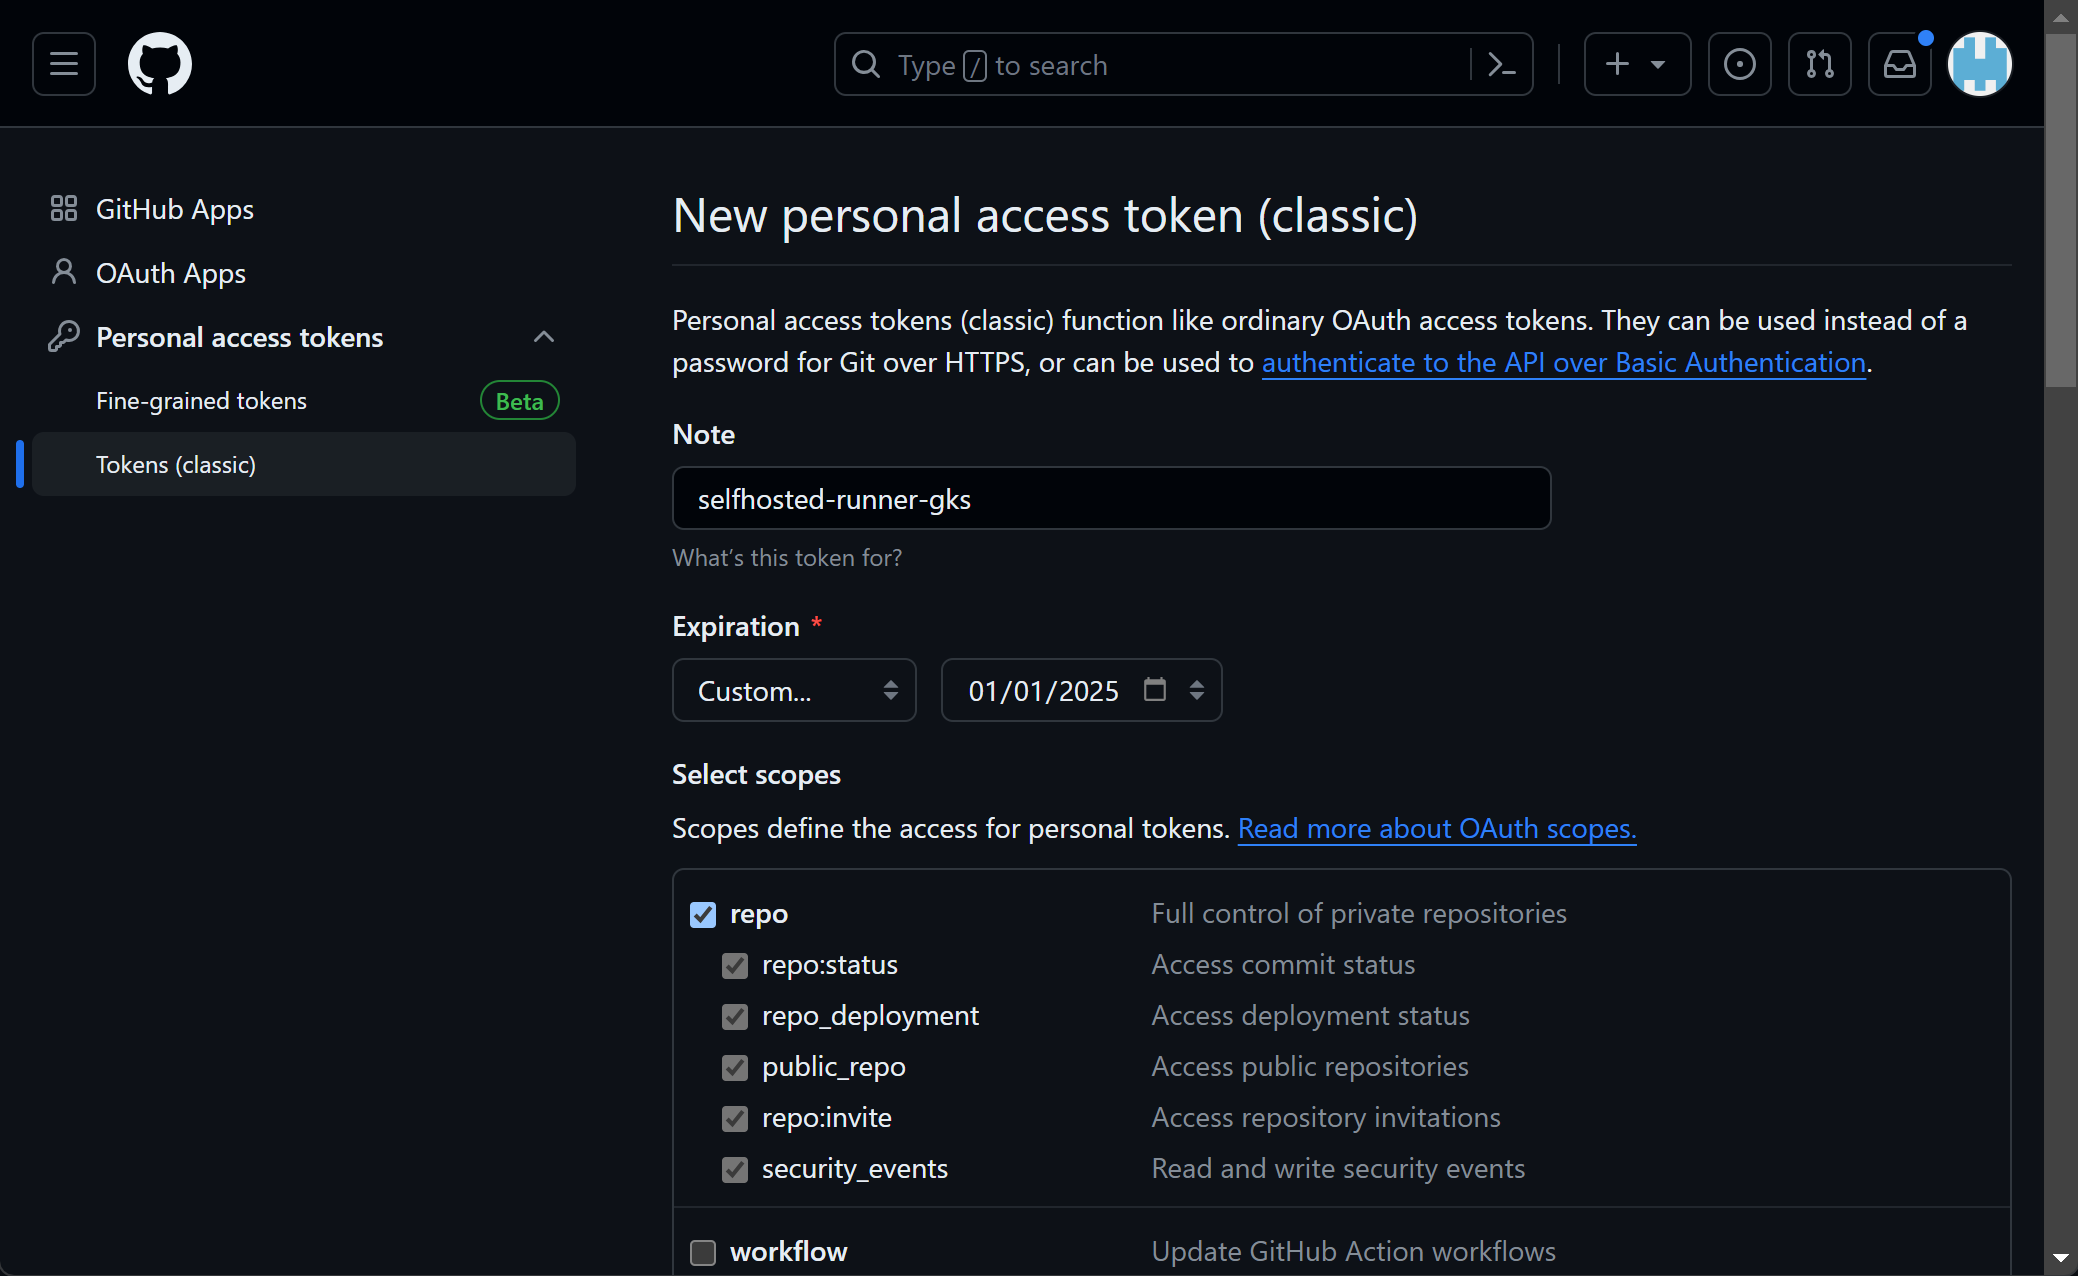 Type / to search
GitHub Apps
OAuth Apps
Personal access tokens
Fine-grained tokens Beta
Tokens (classic)
New personal access token (classic)
Personal access tokens (classic) function like ordinary OAuth access tokens. They can be used instead of a
password for Git over HTTPS, or can be used to authenticate to the API over Basic Authentication.
Note
selfhosted-runner-gks
What's this token for?
Expiration *
Custom... 01/01/2025
Select scopes
Scopes define the access for personal tokens. Read more about OAuth scopes.
repo Full control of private repositories
repo:status Access commit status
repo_deployment Access deployment status
public_repo Access public repositories
repo:invite Access repository invitations
security_events Read and write security events
workflow Update GitHub Action workflows